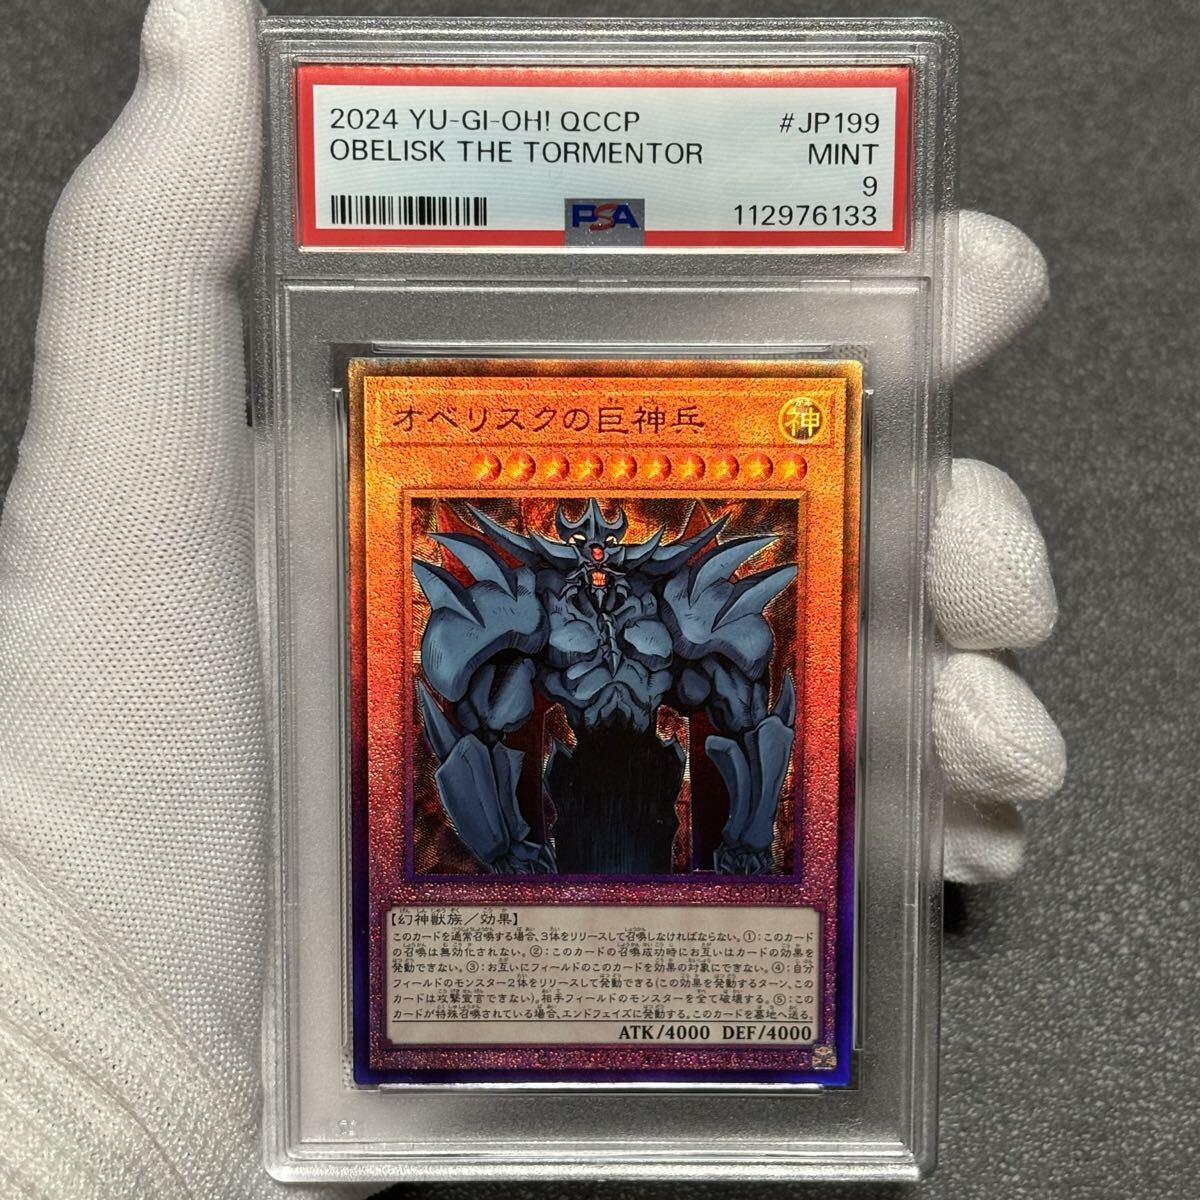 2024 YU-GI-OH! QCCP #JP199
OBELISK THE TORMENTOR MINT
9
PSA 112976133
オベリスクの巨神兵
神
【幻神獣族／効果】
このカードを通常召喚する場合、3体をリリースして召喚しなければならない。①：このカード
の召喚は無効化されない。②：このカードの召喚成功時にお互いはカードの効果を
発動できない。③：お互いにフィールドのこのカードを効果の対象にできない。④：自分
フィールドのモンスター2体をリリースして発動できる(この効果を発動するターン、この
カードは攻撃宣言できない)。相手フィールドのモンスターを全て破壊する。⑤：この
カードが特殊召喚されている場合、エンドフェイズに発動する。このカードを墓地へ送る。
ATK/4000 DEF/4000